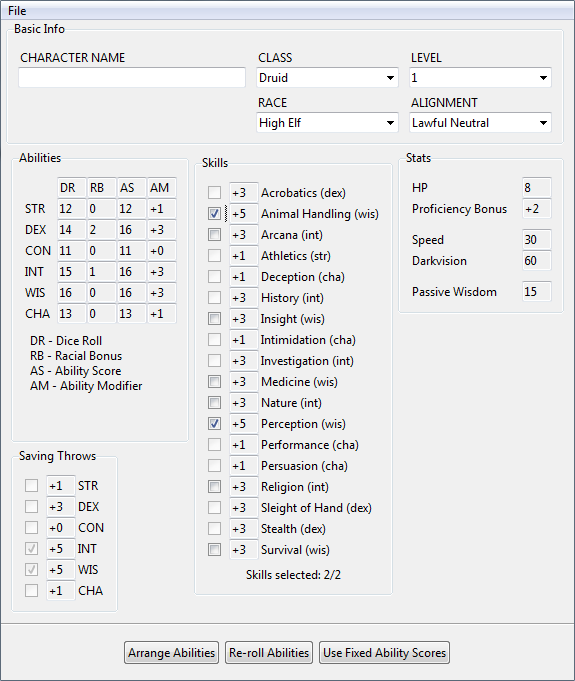 File
Basic Info
CHARACTER NAME CLASS LEVEL
Druid 1
RACE ALIGNMENT
High Elf Lawful Neutral
Abilities
DR RB AS AM
STR 12 0 12 +1
DEX 14 2 16 +3
CON 11 0 11 +0
INT 15 1 16 +3
WIS 16 0 16 +3
CHA 13 0 13 +1
DR - Dice Roll
RB - Racial Bonus
AS - Ability Score
AM - Ability Modifier
Saving Throws
+1 STR
+3 DEX
+0 CON
+5 INT
+5 WIS
+1 CHA
Skills
+3 Acrobatics (dex)
+5 Animal Handling (wis)
+3 Arcana (int)
+1 Athletics (str)
+1 Deception (cha)
+3 History (int)
+3 Insight (wis)
+1 Intimidation (cha)
+3 Investigation (int)
+3 Medicine (wis)
+3 Nature (int)
+5 Perception (wis)
+1 Performance (cha)
+1 Persuasion (cha)
+3 Religion (int)
+3 Sleight of Hand (dex)
+3 Stealth (dex)
+3 Survival (wis)
Skills selected: 2/2
Stats
HP 8
Proficiency Bonus +2
Speed 30
Darkvision 60
Passive Wisdom 15
Arrange Abilities Re-roll Abilities Use Fixed Ability Scores